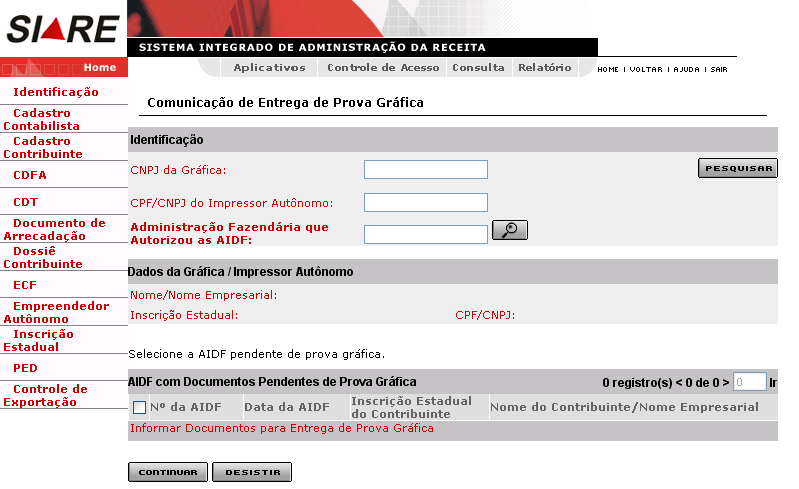 SIARE
SISTEMA INTEGRADO DE ADMINISTRAÇÃO DA RECEITA
Home
Aplicativos Controle de Acesso Consulta Relatório
HOME | VOLTAR | AJUDA | SAIR
Identificação
Cadastro
Contabilista
Cadastro
Contribuinte
CDFA
CDT
Documento de
Arrecadação
Dossiê
Contribuinte
ECF
Empreendedor
Autônomo
Inscrição
Estadual
PED
Controle de
Exportação
Comunicação de Entrega de Prova Gráfica
Identificação
CNPJ da Gráfica:
PESQUISAR
CPF/CNPJ do Impressor Autônomo:
Administração Fazendária que
Autorizou as AIDF:
Dados da Gráfica / Impressor Autônomo
Nome/Nome Empresarial:
Inscrição Estadual: CPF/CNPJ:
Selecione a AIDF pendente de prova gráfica.
AIDF com Documentos Pendentes de Prova Gráfica 0 registro(s) < 0 de 0 > 0 Ir
Nº da AIDF Data da AIDF Inscrição Estadual
do Contribuinte Nome do Contribuinte/Nome Empresarial
Informar Documentos para Entrega de Prova Gráfica
CONTINUAR DESISTIR